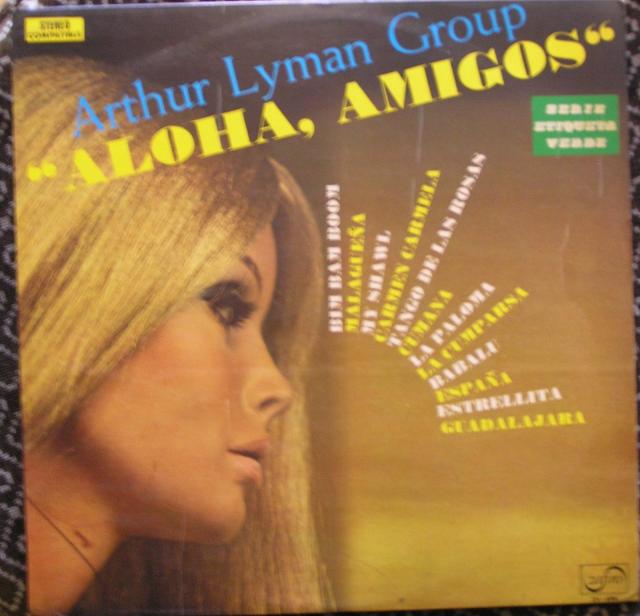 STEREO
COMPATIBLE
Arthur Lyman Group
"ALOHA, AMIGOS"
SERIE
ETIQUETA
VERDE
BIM BAM BOOM
MALAGUEÑA
MY SHAWL
CARMEN CARMELA
TANGO DE LAS ROSAS
CUMANA
LA PALOMA
LA CUMPARSA
BABALU
ESPAÑA
ESTRELLITA
GUADALAJARA